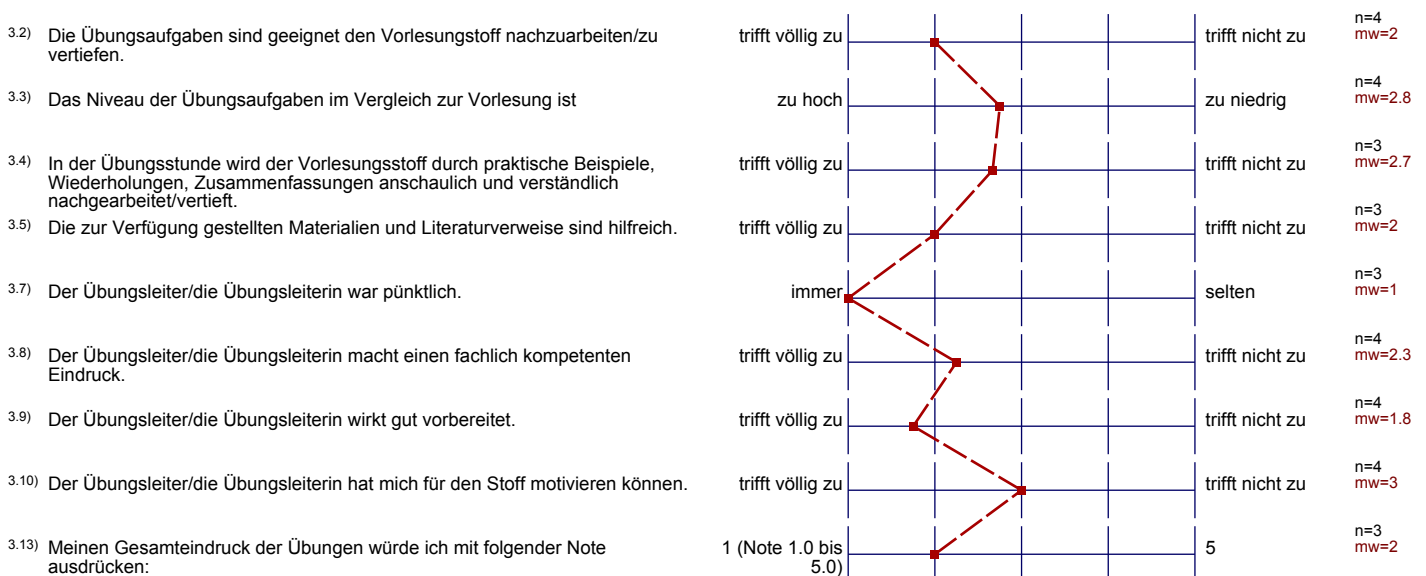 3.2) Die Übungsaufgaben sind geeignet den Vorlesungstoff nachzuarbeiten/zu
vertiefen.
trifft völlig zu
trifft nicht zu
n=4
mw=2
3.3) Das Niveau der Übungsaufgaben im Vergleich zur Vorlesung ist
zu hoch
zu niedrig
n=4
mw=2.8
3.4) In der Übungsstunde wird der Vorlesungsstoff durch praktische Beispiele,
Wiederholungen, Zusammenfassungen anschaulich und verständlich
nachgearbeitet/vertieft.
trifft völlig zu
trifft nicht zu
n=3
mw=2.7
3.5) Die zur Verfügung gestellten Materialien und Literaturverweise sind hilfreich.
trifft völlig zu
trifft nicht zu
n=3
mw=2
3.7) Der Übungsleiter/die Übungsleiterin war pünktlich.
immer
selten
n=3
mw=1
3.8) Der Übungsleiter/die Übungsleiterin macht einen fachlich kompetenten
Eindruck.
trifft völlig zu
trifft nicht zu
n=4
mw=2.3
3.9) Der Übungsleiter/die Übungsleiterin wirkt gut vorbereitet.
trifft völlig zu
trifft nicht zu
n=4
mw=1.8
3.10) Der Übungsleiter/die Übungsleiterin hat mich für den Stoff motivieren können.
trifft völlig zu
trifft nicht zu
n=4
mw=3
3.13) Meinen Gesamteindruck der Übungen würde ich mit folgender Note
ausdrücken:
1 (Note 1.0 bis
5.0)
5
n=3
mw=2